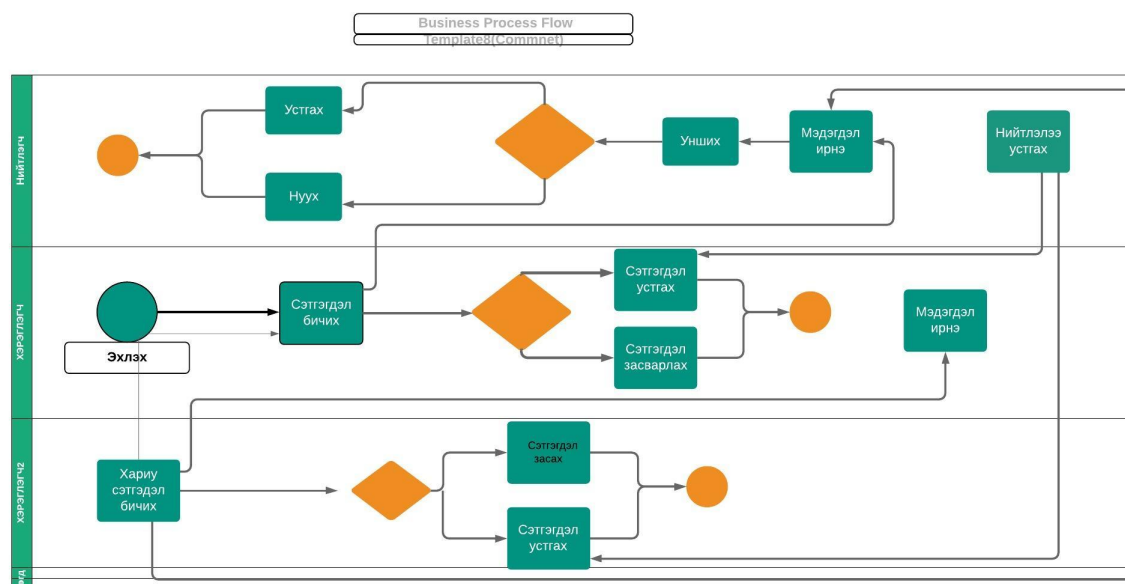 Business Process Flow
Template8(Commnet)
НИЙТЛЭГЧ
Устгах
Нуух
Унших
Мэдэгдэл
ирнэ
Нийтлэлээ
устгах
ХЭРЭГЛЭГЧ
Эхлэх
Сэтгэгдэл
бичих
Сэтгэгдэл
устгах
Сэтгэгдэл
засварлах
Мэдэгдэл
ирнэ
ХЭРЭГЛЭГЧ2
Хариу
сэтгэдэл
бичих
Сэтгэгдэл
засах
Сэтгэгдэл
устгах